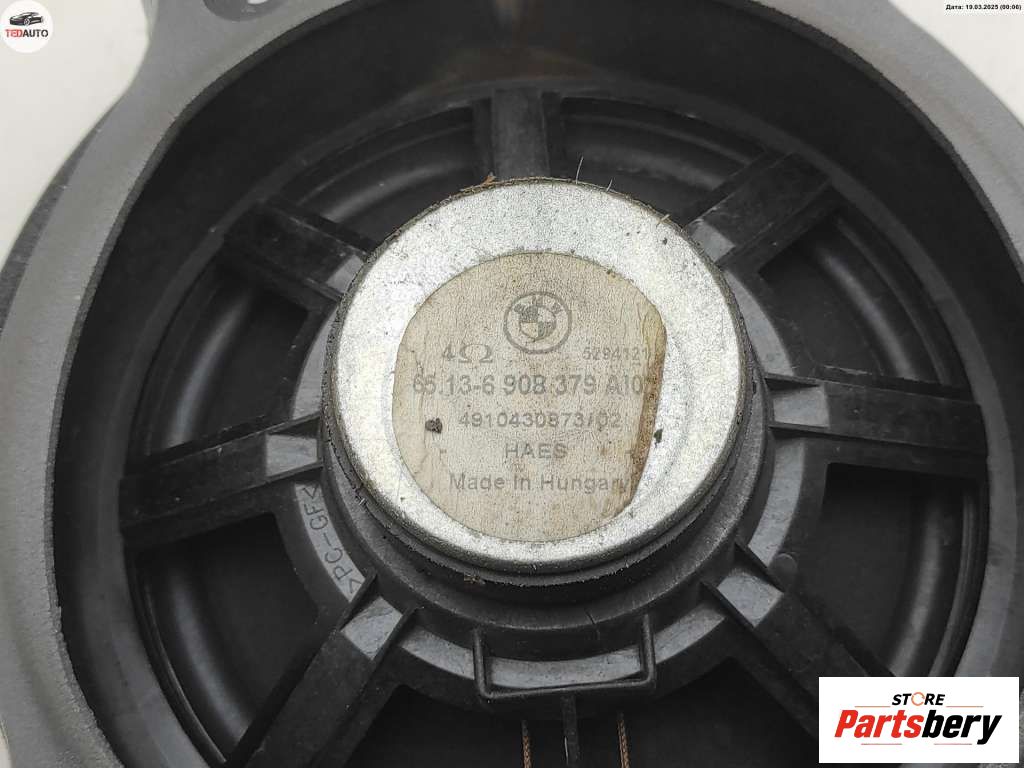 TEDAUTO
Дата: 19.03.2025 (00:06)
4Ω 5294121
65.13-6 908 379 AI0
4910430873/02
HAES
Made In Hungary
>PC-GF<
STORE
Partsbery